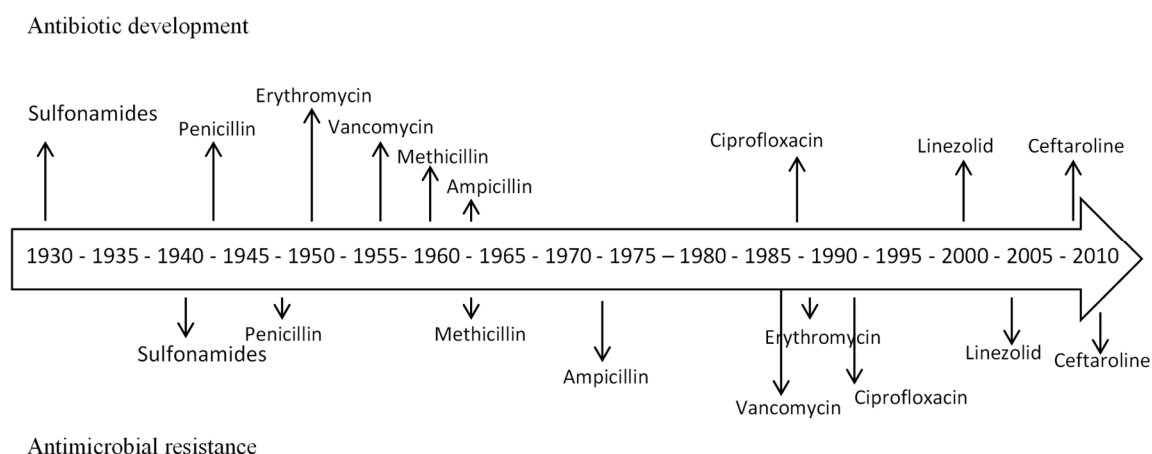 Antibiotic development
Erythromycin
Sulfonamides
Penicillin
Vancomycin
Methicillin
Ampicillin
Ciprofloxacin
Linezolid
Ceftaroline
1930 - 1935 - 1940 - 1945 - 1950 - 1955- 1960 - 1965 - 1970 - 1975 – 1980 - 1985 - 1990 - 1995 - 2000 - 2005 - 2010
Sulfonamides
Penicillin
Methicillin
Ampicillin
Erythromycin
Vancomycin
Ciprofloxacin
Linezolid
Ceftaroline
Antimicrobial resistance